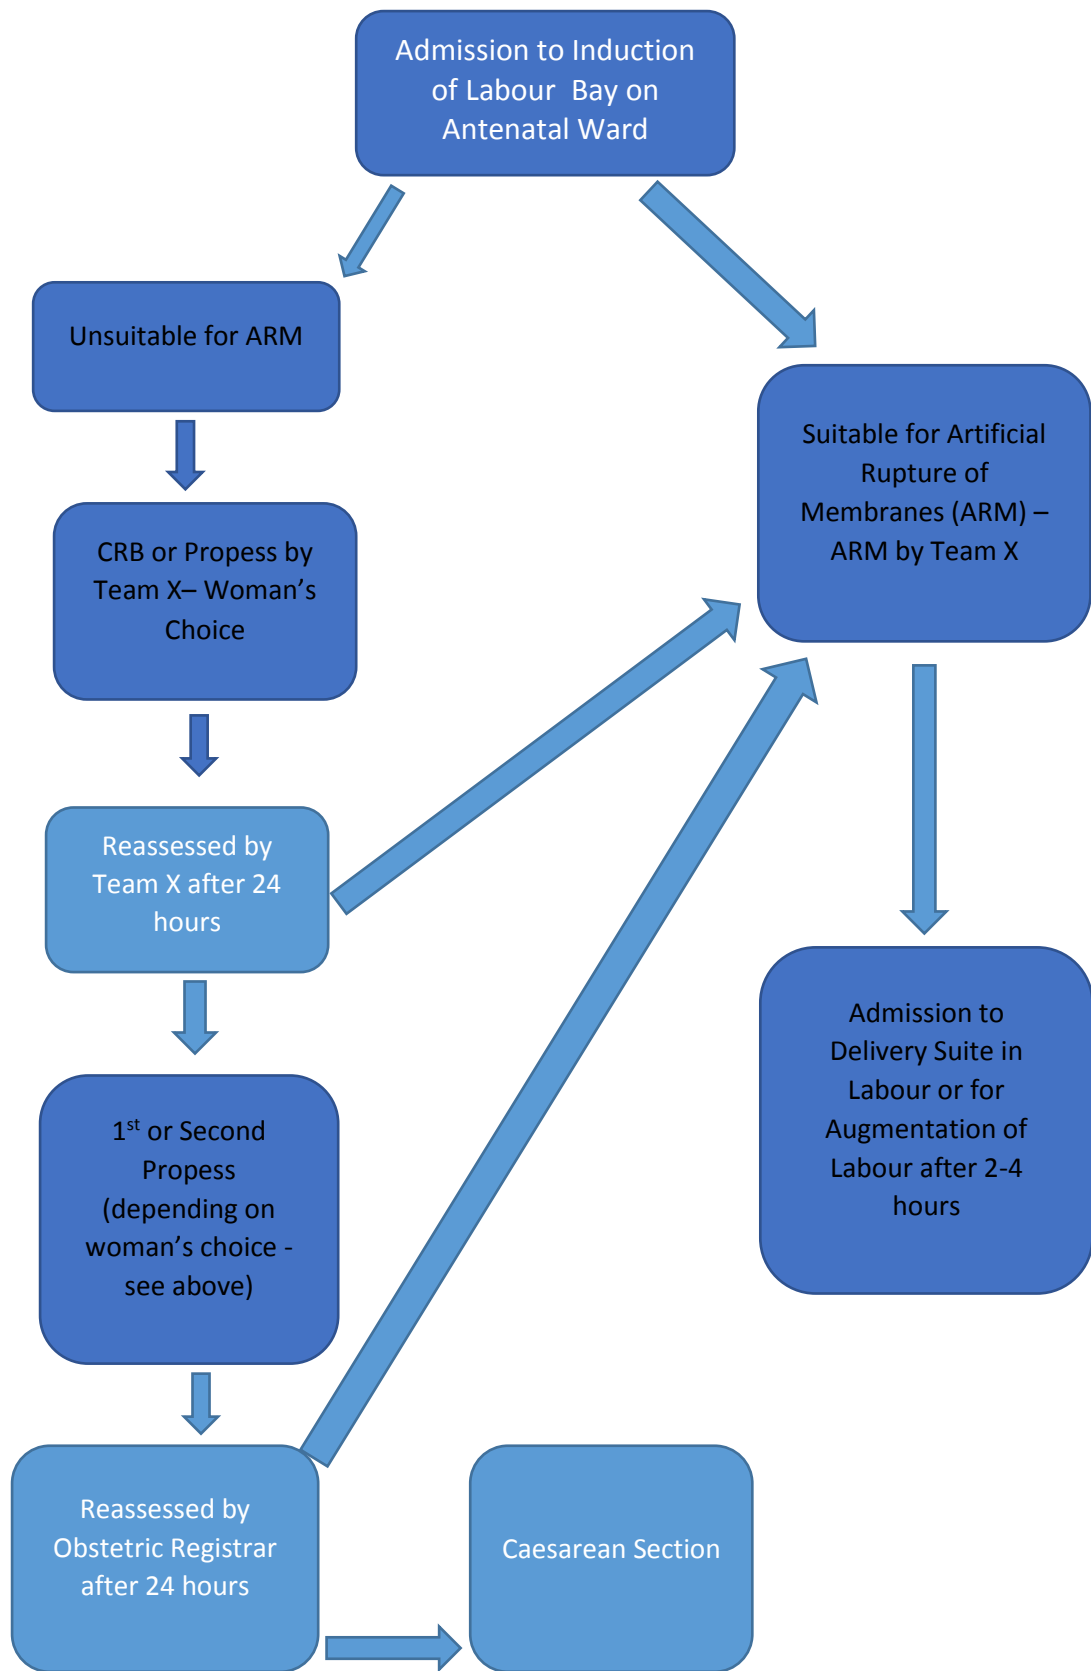 Admission to Induction
of Labour Bay on
Antenatal Ward
Unsuitable for ARM
Suitable for Artificial
Rupture of
Membranes (ARM) –
ARM by Team X
CRB or Propess by
Team X– Woman’s
Choice
Reassessed by
Team X after 24
hours
Admission to
Delivery Suite in
Labour or for
Augmentation of
Labour after 2-4
hours
1st or Second
Propess
(depending on
woman’s choice -
see above)
Reassessed by
Obstetric Registrar
after 24 hours
Caesarean Section